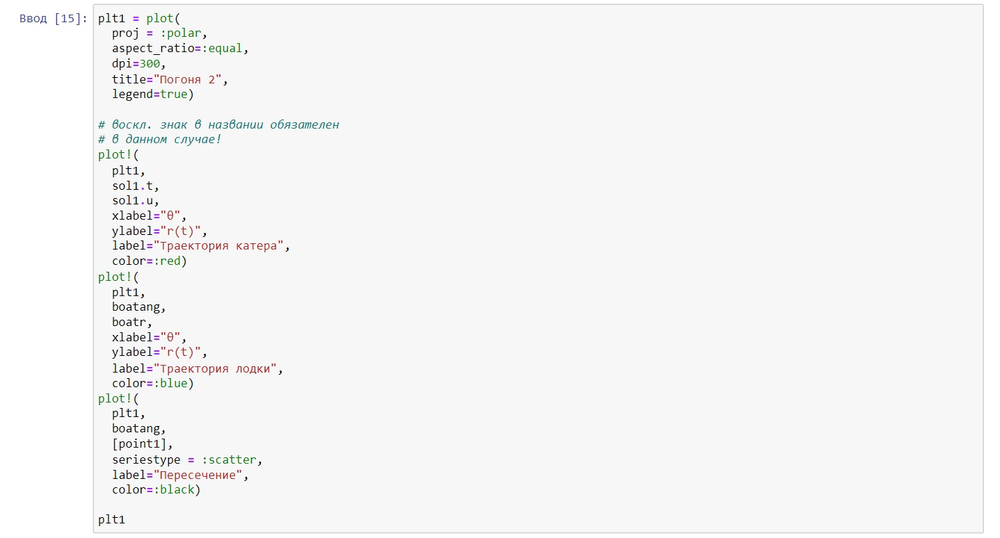 Ввод [15]: plt1 = plot(
  proj = :polar,
  aspect_ratio=:equal,
  dpi=300,
  title="Погоня 2",
  legend=true)

# воскл. знак в названии обязателен
# в данном случае!
plot!(
  plt1,
  sol1.t,
  sol1.u,
  xlabel="θ",
  ylabel="r(t)",
  label="Траектория катера",
  color=:red)
plot!(
  plt1,
  boatang,
  boatr,
  xlabel="θ",
  ylabel="r(t)",
  label="Траектория лодки",
  color=:blue)
plot!(
  plt1,
  boatang,
  [point1],
  seriestype = :scatter,
  label="Пересечение",
  color=:black)

plt1